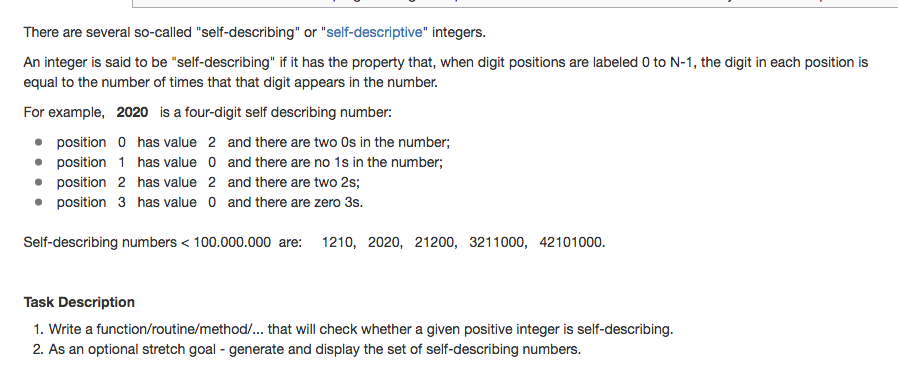 There are several so-called "self-describing" or "self-descriptive" integers.
An integer is said to be "self-describing" if it has the property that, when digit positions are labeled 0 to N-1, the digit in each position is
equal to the number of times that that digit appears in the number.
For example, 2020 is a four-digit self describing number:
position 0 has value 2 and there are two 0s in the number;
position 1 has value 0 and there are no 1s in the number;
position 2 has value 2 and there are two 2s;
position 3 has value 0 and there are zero 3s.
Self-describing numbers < 100.000.000 are: 1210, 2020, 21200, 3211000, 42101000.
Task Description
1. Write a function/routine/method/... that will check whether a given positive integer is self-describing.
2. As an optional stretch goal - generate and display the set of self-describing numbers.